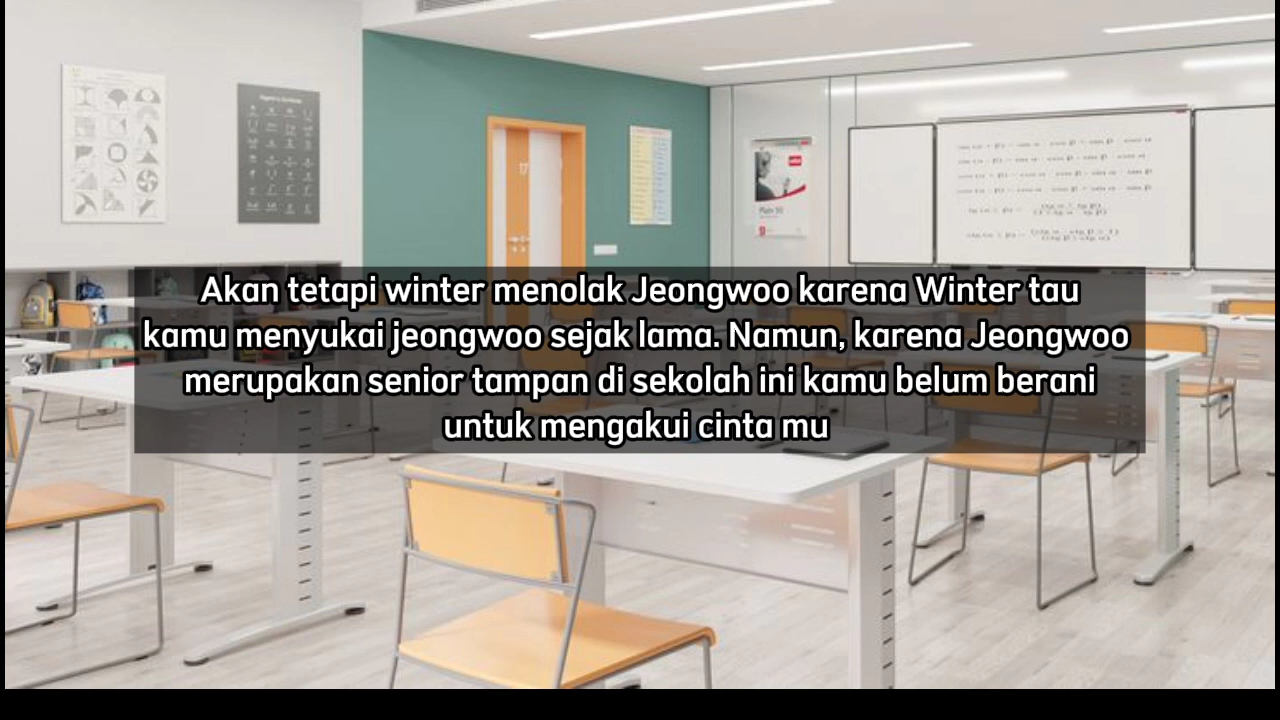 Akan tetapi winter menolak Jeongwoo karena Winter tau
kamu menyukai jeongwoo sejak lama. Namun, karena Jeongwoo
merupakan senior tampan di sekolah ini kamu belum berani
untuk mengakui cinta mu
17